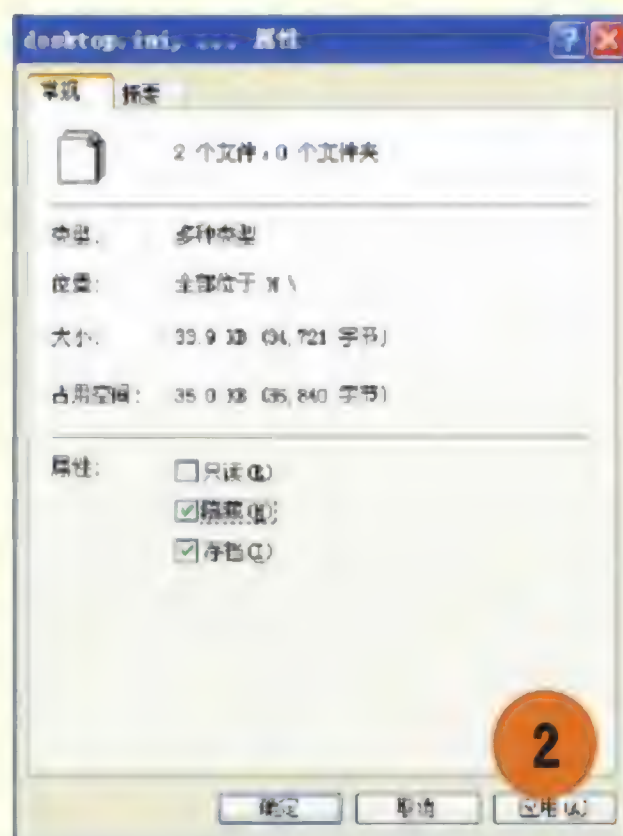 desktop.ini, ... 属性
常规 摘要
2 个文件，0 个文件夹
类型: 多种类型
位置: 全部位于 M:\
大小: 33.9 KB (34,721 字节)
占用空间: 35.0 KB (35,840 字节)
属性: 只读(R)
隐藏(H)
存档(I)
2
确定 取消 应用(A)